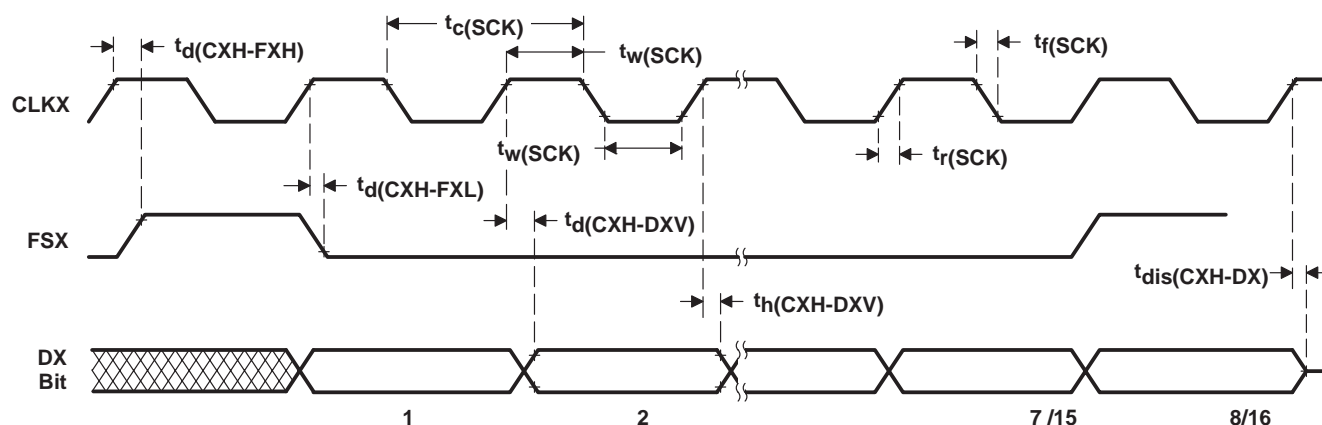 tc(SCK)
td(CXH-FXH)
tw(SCK)
tf(SCK)
CLKX
tw(SCK)
tr(SCK)
td(CXH-FXL)
td(CXH-DXV)
FSX
tdis(CXH-DX)
th(CXH-DXV)
DX
Bit
1
2
7 /15
8/16